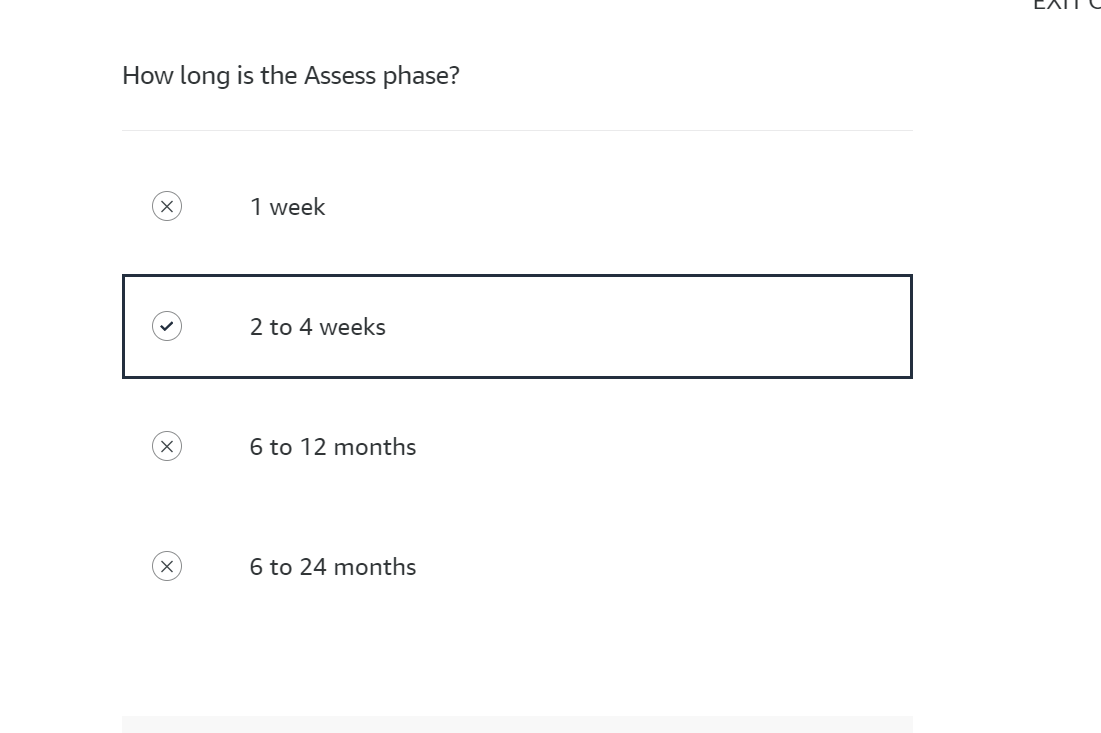 How long is the Assess phase?
1 week
2 to 4 weeks
6 to 12 months
6 to 24 months